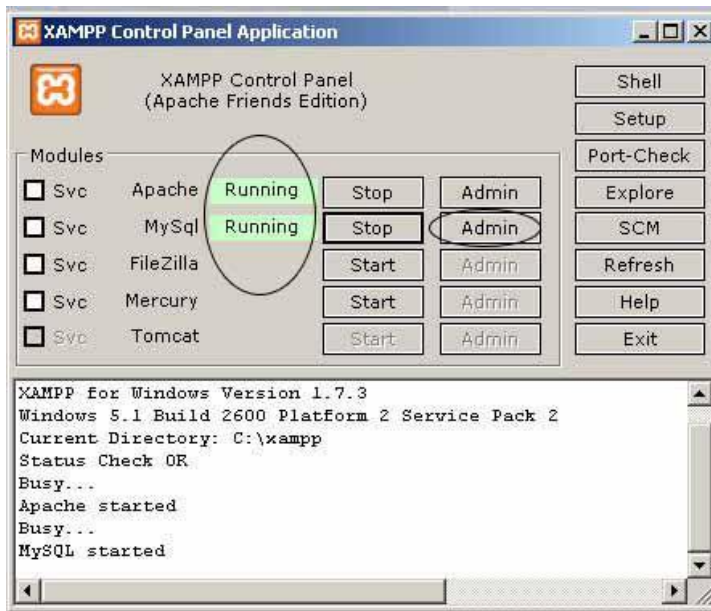 XAMPP Control Panel Application
XAMPP Control Panel
(Apache Friends Edition)
Shell
Setup
Port-Check
Modules
Svc Apache Running Stop Admin Explore
Svc MySql Running Stop Admin SCM
Svc FileZilla Start Admin Refresh
Svc Mercury Start Admin Help
Svc Tomcat Start Admin Exit
XAMPP for Windows Version 1.7.3
Windows 5.1 Build 2600 Platform 2 Service Pack 2
Current Directory: C:\xampp
Status Check OK
Busy...
Apache started
Busy...
MySQL started